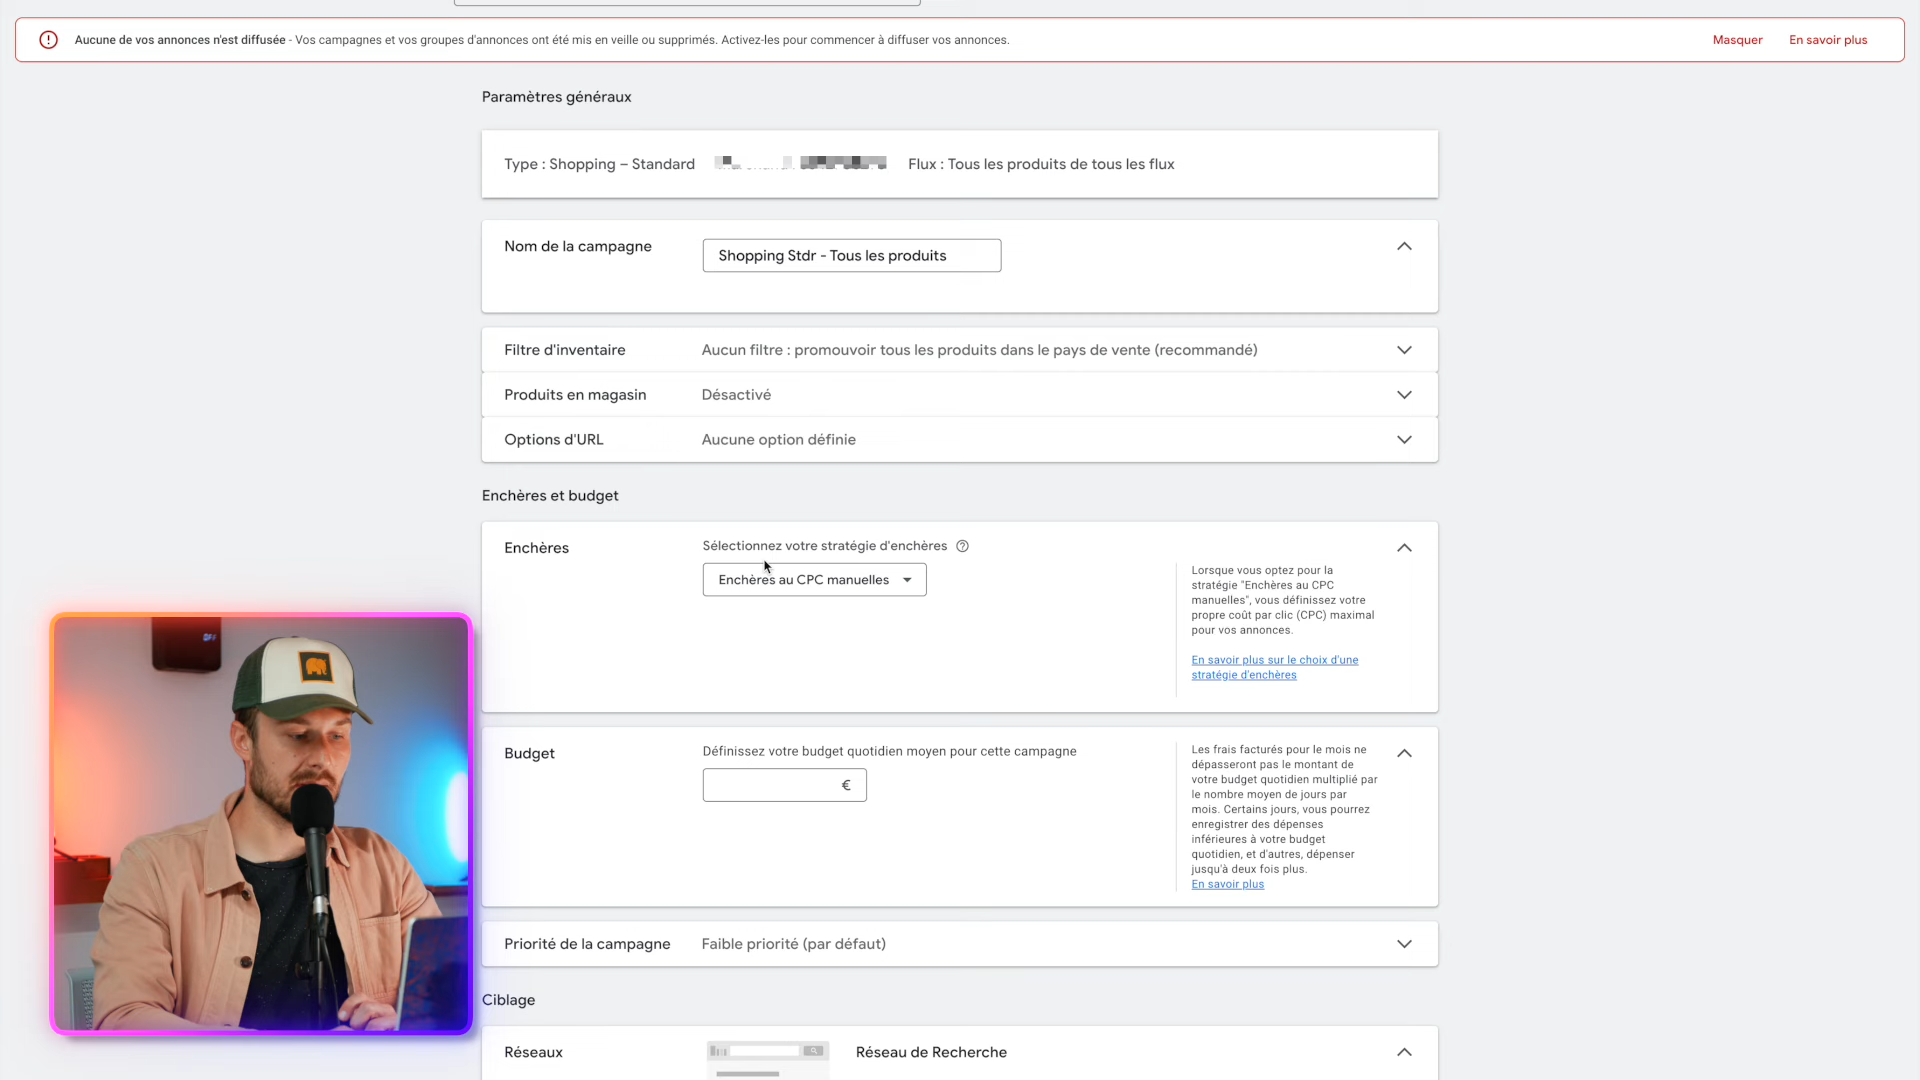 Aucune de vos annonces n'est diffusée - Vos campagnes et vos groupes d'annonces ont été mis en veille ou supprimés. Activez-les pour commencer à diffuser vos annonces.
Masquer
En savoir plus
Paramètres généraux
Type : Shopping – Standard
Flux : Tous les produits de tous les flux
Nom de la campagne
Shopping Stdr - Tous les produits
Filtre d'inventaire
Aucun filtre : promouvoir tous les produits dans le pays de vente (recommandé)
Produits en magasin
Désactivé
Options d'URL
Aucune option définie
Enchères et budget
Enchères
Sélectionnez votre stratégie d'enchères
Enchères au CPC manuelles
Lorsque vous optez pour la
stratégie "Enchères au CPC
manuelles", vous définissez votre
propre coût par clic (CPC) maximal
pour vos annonces.
En savoir plus sur le choix d'une
stratégie d'enchères
Budget
Définissez votre budget quotidien moyen pour cette campagne
€
Les frais facturés pour le mois ne
dépasseront pas le montant de
votre budget quotidien multiplié par
le nombre moyen de jours par
mois. Certains jours, vous pourrez
enregistrer des dépenses
inférieures à votre budget
quotidien, et d'autres, dépenser
jusqu'à deux fois plus.
En savoir plus
Priorité de la campagne
Faible priorité (par défaut)
Ciblage
Réseaux
Réseau de Recherche